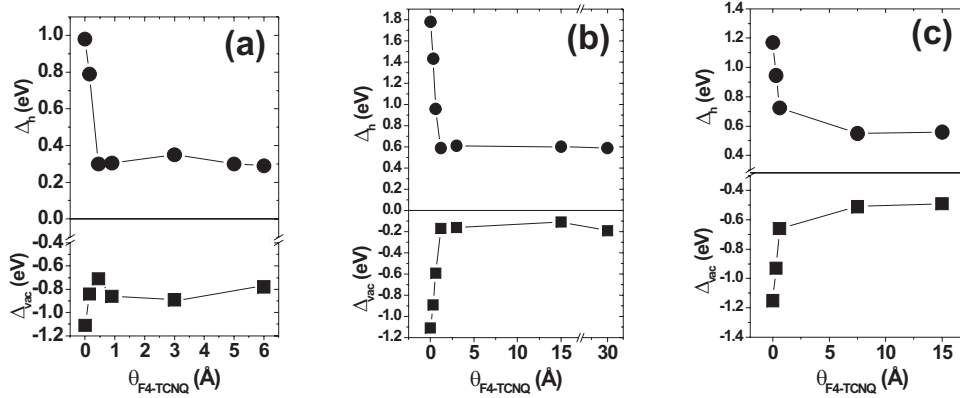 (a)
Δh (eV)
1.0
0.8
0.6
0.4
0.2
0.0
Δvac (eV)
-0.4
-0.6
-0.8
-1.0
-1.2
0 1 2 3 4 5 6
θF4-TCNQ (Å)
(b)
Δh (eV)
1.8
1.6
1.4
1.2
1.0
0.8
0.6
0.4
0.2
0.0
Δvac (eV)
-0.2
-0.4
-0.6
-0.8
-1.0
-1.2
0 5 10 15 30
θF4-TCNQ (Å)
(c)
Δh (eV)
1.4
1.2
1.0
0.8
0.6
0.4
Δvac (eV)
-0.4
-0.6
-0.8
-1.0
-1.2
-1.4
0 5 10 15
θF4-TCNQ (Å)